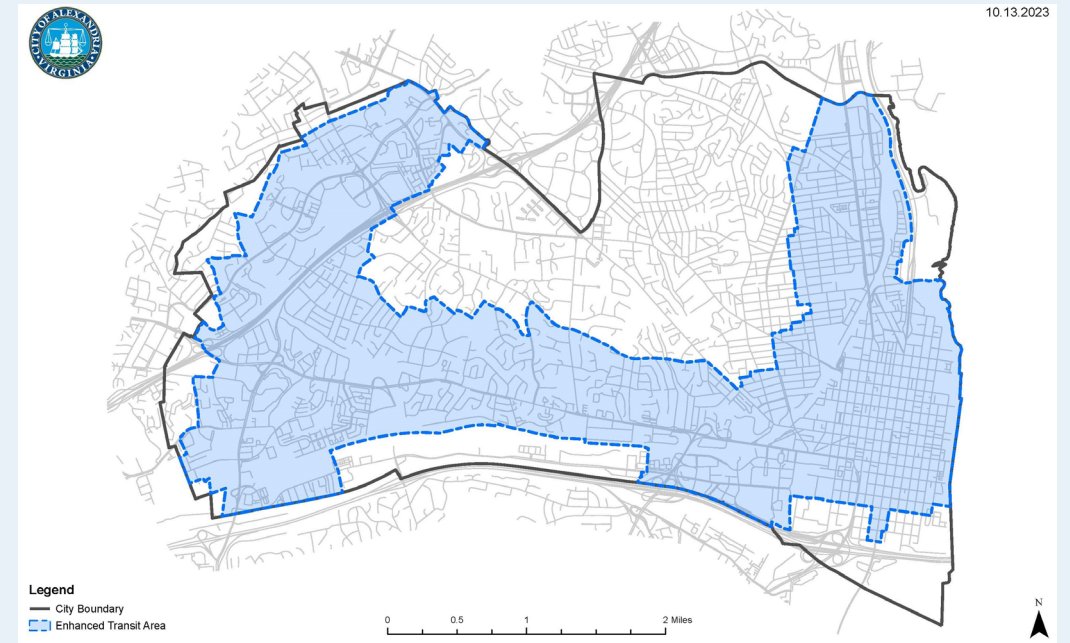 10.13.2023
CITY OF ALEXANDRIA
VIRGINIA
Legend
City Boundary
Enhanced Transit Area
0 0.5 1 2 Miles
N